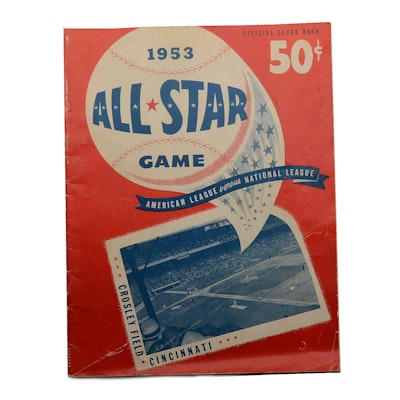 OFFICIAL SCORE BOOK
50¢
1953
ALL★STAR
GAME
AMERICAN LEAGUE versus NATIONAL LEAGUE
CROSLEY FIELD
CINCINNATI